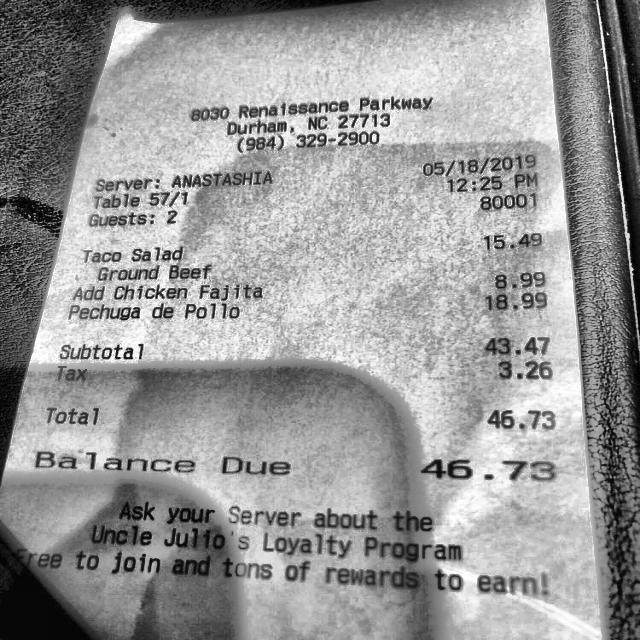 8030 Renaissance Parkway
Durham, NC 27713
(984) 329-2900
Server: ANASTASHIA 05/18/2019
Table 57/1 12:25 PM
Guests: 2 80001
Taco Salad 15.49
Ground Beef
Add Chicken Fajita 8.99
Pechuga de Pollo 18.99
Subtotal 43.47
Tax 3.26
Total 46.73
Balance Due 46.73
Ask your Server about the
Uncle Julio's Loyalty Program
Free to join and tons of rewards to earn!